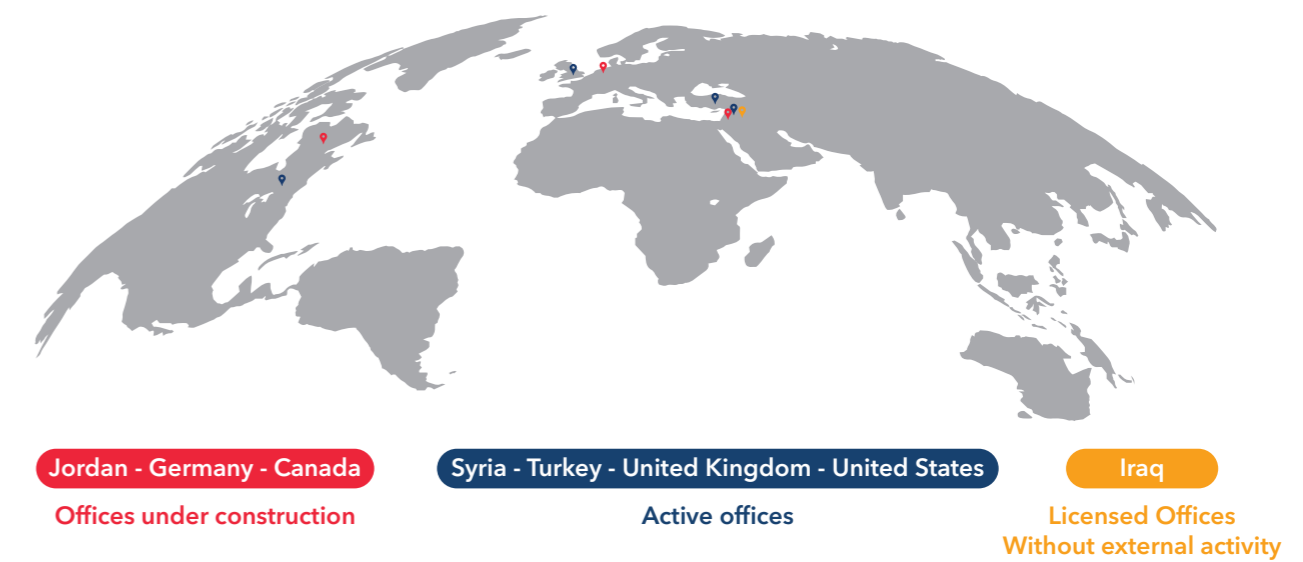 Jordan - Germany - Canada
Offices under construction
Syria - Turkey - United Kingdom - United States
Active offices
Iraq
Licensed Offices
Without external activity